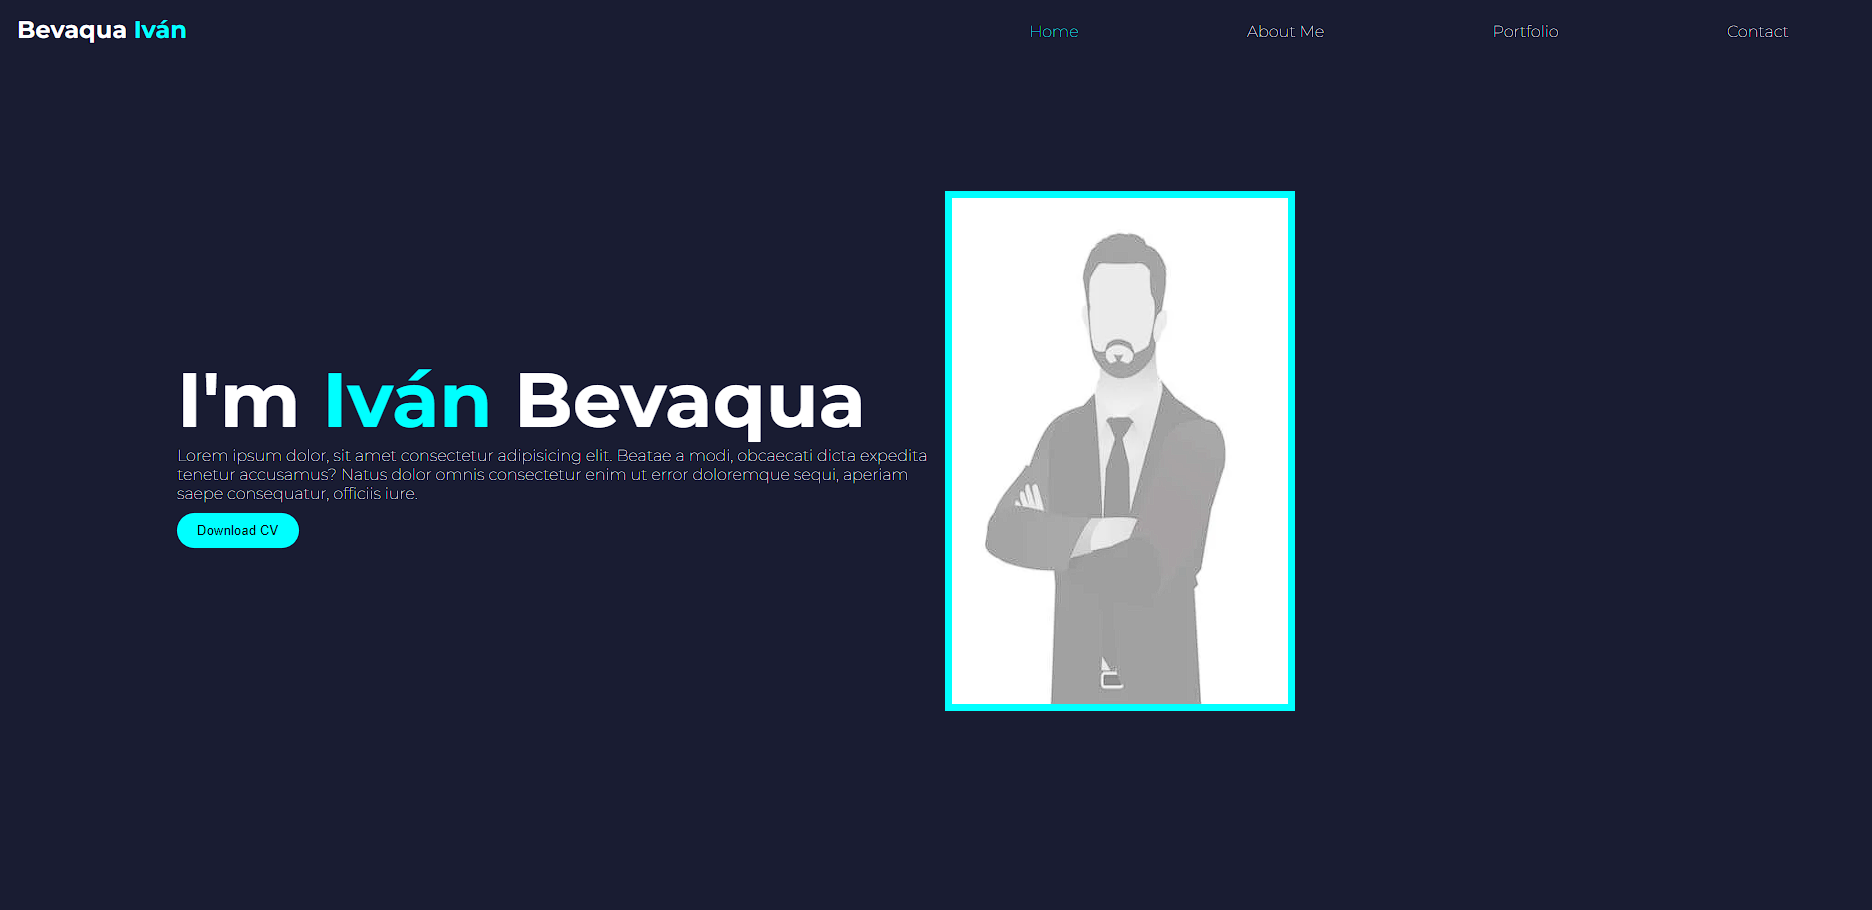 Bevaqua Iván
Home About Me Portfolio Contact
I'm Iván Bevaqua
Lorem ipsum dolor, sit amet consectetur adipisicing elit. Beatae a modi, obcaecati dicta expedita
tenetur accusamus? Natus dolor omnis consectetur enim ut error doloremque sequi, aperiam
saepe consequatur, officiis iure.
Download CV